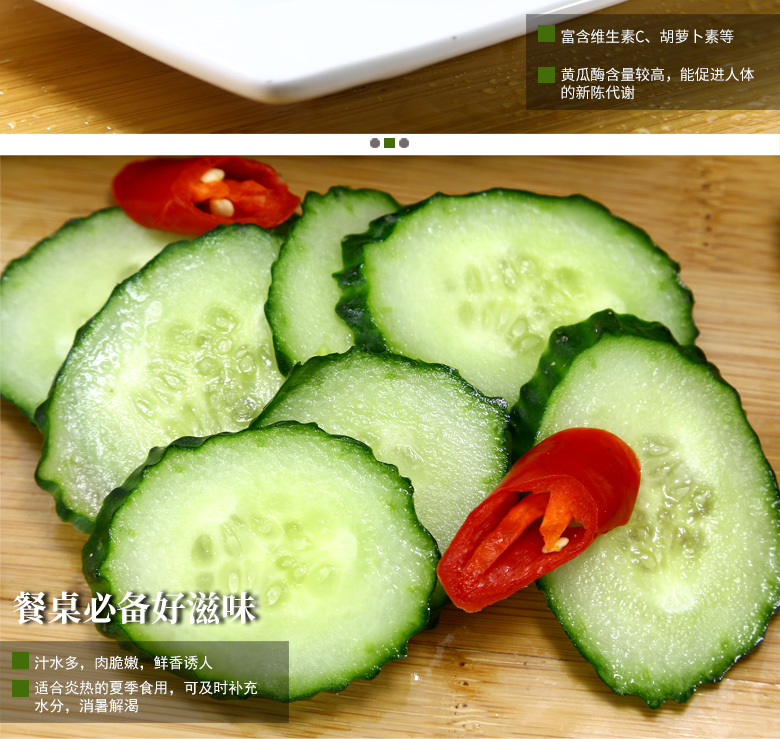 富含维生素C、胡萝卜素等
黄瓜酶含量较高，能促进人体
的新陈代谢
餐桌必备好滋味
汁水多，肉脆嫩，鲜香诱人
适合炎热的夏季食用，可及时补充
水分，消暑解渴